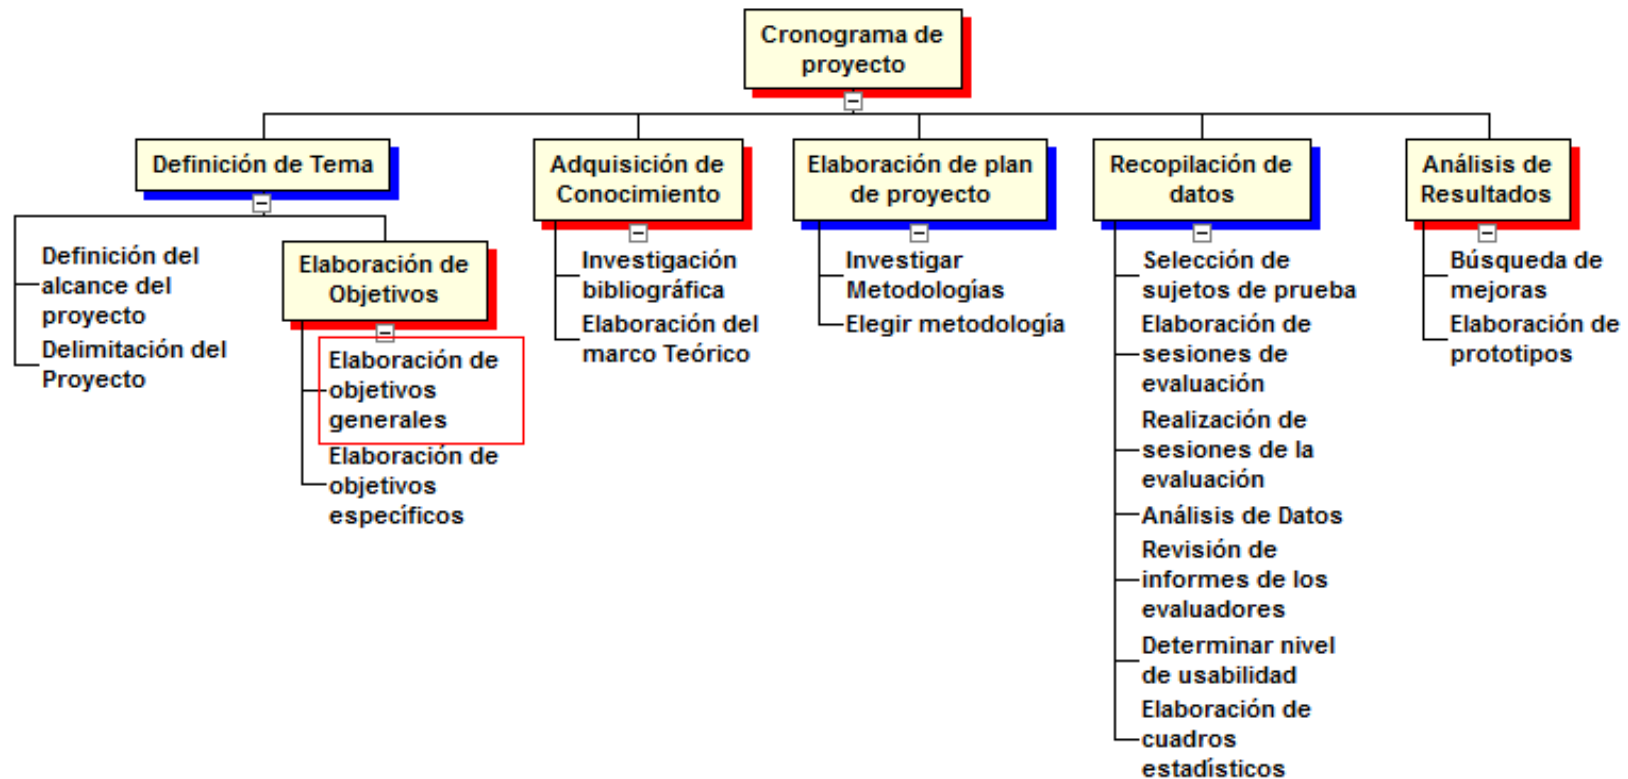 Cronograma de
proyecto
Definición de Tema
Definición del
alcance del
proyecto
Delimitación del
Proyecto
Elaboración de
Objetivos
Elaboración de
objetivos
generales
Elaboración de
objetivos
específicos
Adquisición de
Conocimiento
Investigación
bibliográfica
Elaboración del
marco Teórico
Elaboración de plan
de proyecto
Investigar
Metodologías
Elegir metodología
Recopilación de
datos
Selección de
sujetos de prueba
Elaboración de
sesiones de
evaluación
Realización de
sesiones de la
evaluación
Análisis de Datos
Revisión de
informes de los
evaluadores
Determinar nivel
de usabilidad
Elaboración de
cuadros
estadísticos
Análisis de
Resultados
Búsqueda de
mejoras
Elaboración de
prototipos